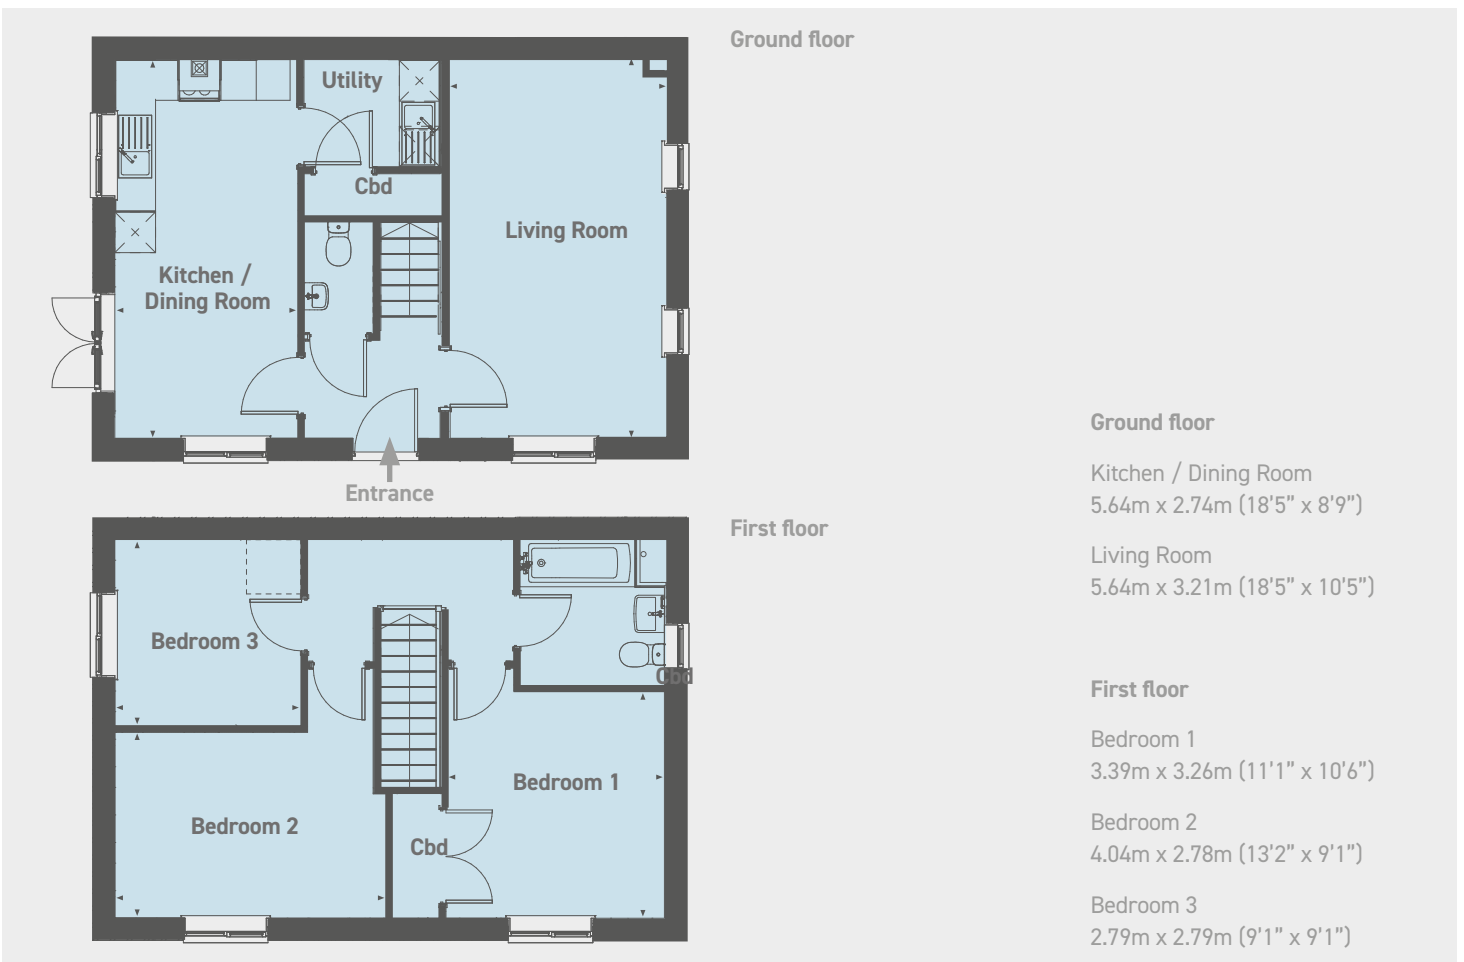 Ground floor
Utility
Cbd
Living Room
Kitchen /
Dining Room
Entrance
First floor
Bedroom 3
Cbd
Bedroom 1
Bedroom 2
Cbd
Ground floor
Kitchen / Dining Room
5.64m x 2.74m (18'5” x 8'9”)
Living Room
5.64m x 3.21m (18'5” x 10'5”)
First floor
Bedroom 1
3.39m x 3.26m (11'1” x 10'6”)
Bedroom 2
4.04m x 2.78m (13'2” x 9'1”)
Bedroom 3
2.79m x 2.79m (9'1” x 9'1”)